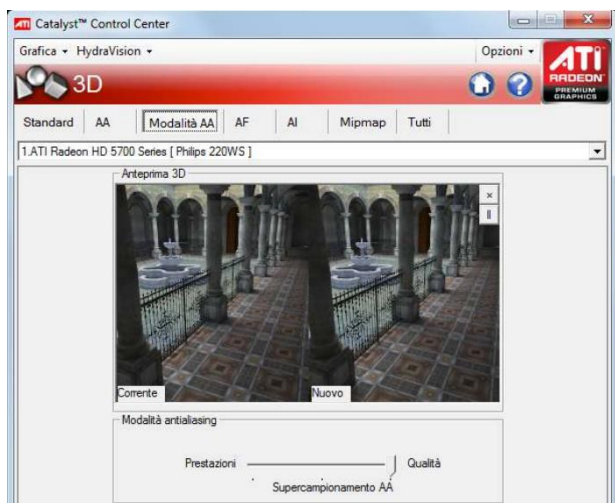 Catalyst™ Control Center
Grafica HydraVision Opzioni
ATI
RADEON
PREMIUM
GRAPHICS
3D
Standard AA Modalità AA AF AI Mipmap Tutti
1.ATI Radeon HD 5700 Series [ Philips 220WS ]
Anteprima 3D
Corrente Nuovo
Modalità antialiasing
Prestazioni Qualità
Supercampionamento AA